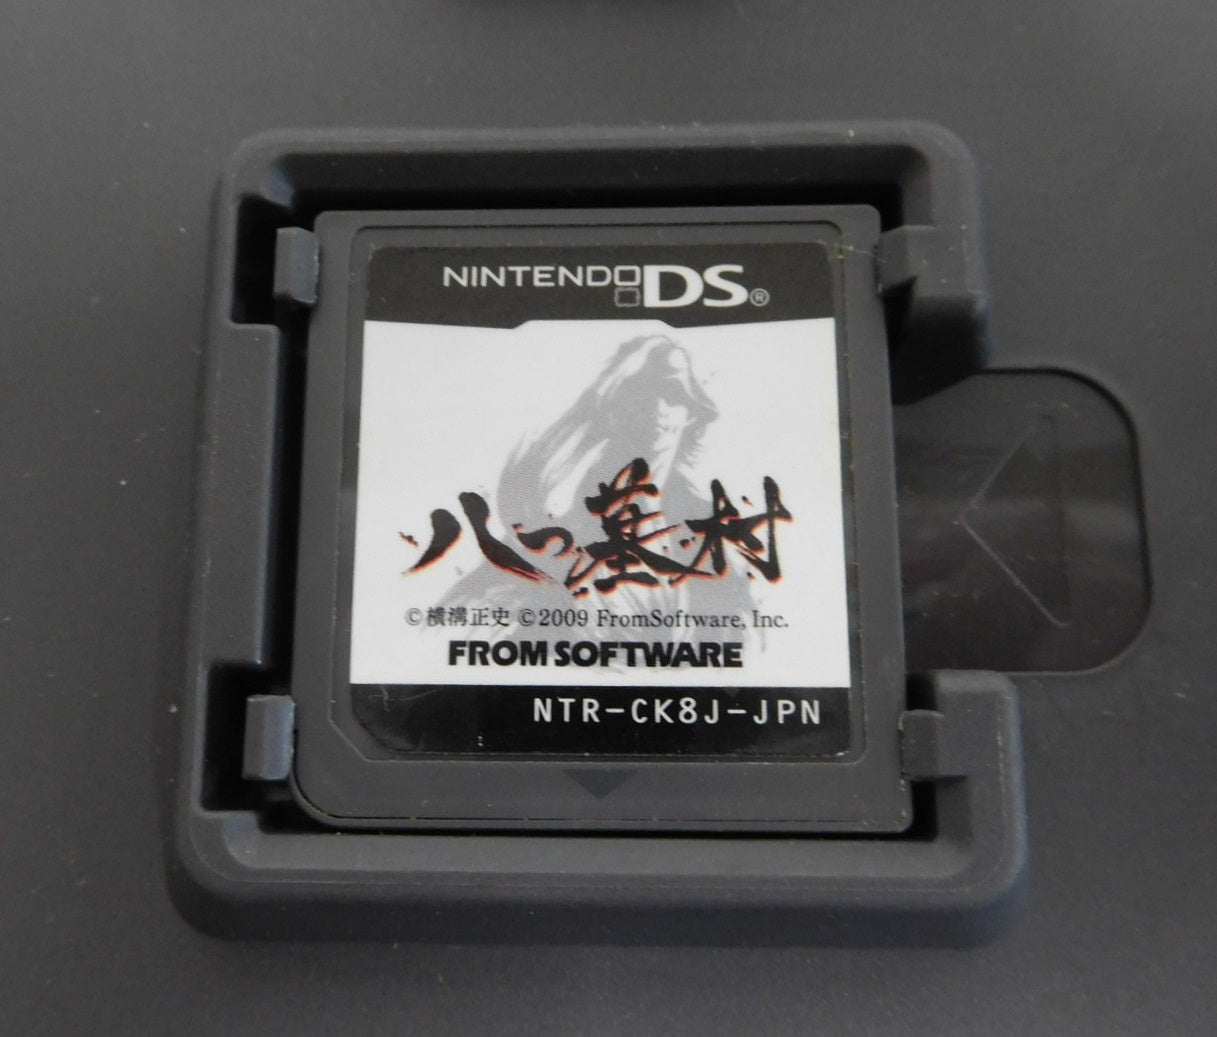 NINTENDO DS®
八つ墓村
©横溝正史 ©2009 FromSoftware, Inc.
FROM SOFTWARE
NTR-CK8J-JPN